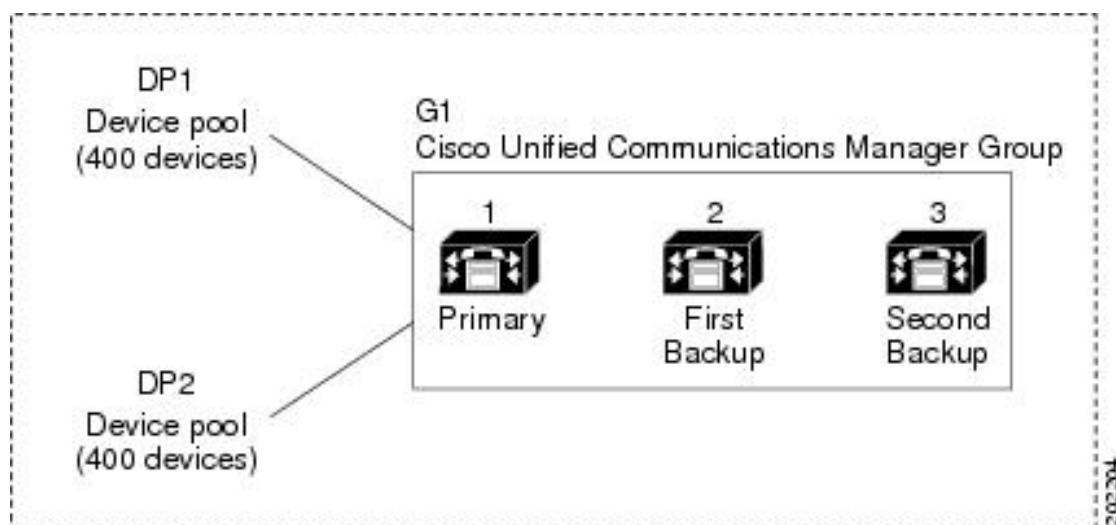 DP1
Device pool
(400 devices)
G1
Cisco Unified Communications Manager Group
1
2
3
Primary
First
Backup
Second
Backup
DP2
Device pool
(400 devices)